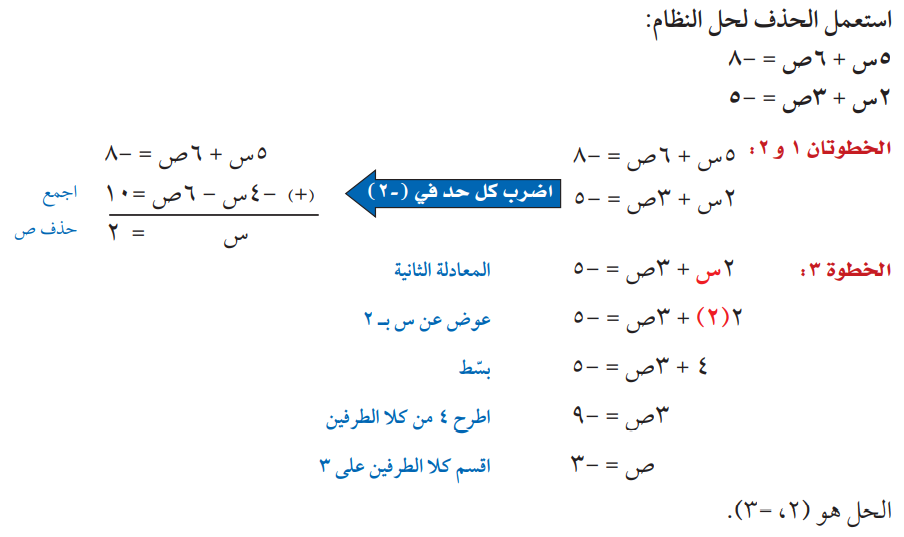 استعمل الحذف لحل النظام:
٥س + ٦ص = –٨
٢س + ٣ص = –٥
الخطوتان ١ و ٢:
٥س + ٦ص = –٨
٢س + ٣ص = –٥
اضرب كل حد في (-٢)
٥س + ٦ص = –٨
(+) –٤س – ٦ص = ١٠
اجمع
س = ٢
حذف ص
الخطوة ٣:
٢س + ٣ص = –٥ المعادلة الثانية
٢(٢) + ٣ص = –٥ عوض عن س بـ ٢
٤ + ٣ص = –٥ بسّط
٣ص = –٩ اطرح ٤ من كلا الطرفين
ص = –٣ اقسم كلا الطرفين على ٣
الحل هو (٢، –٣).